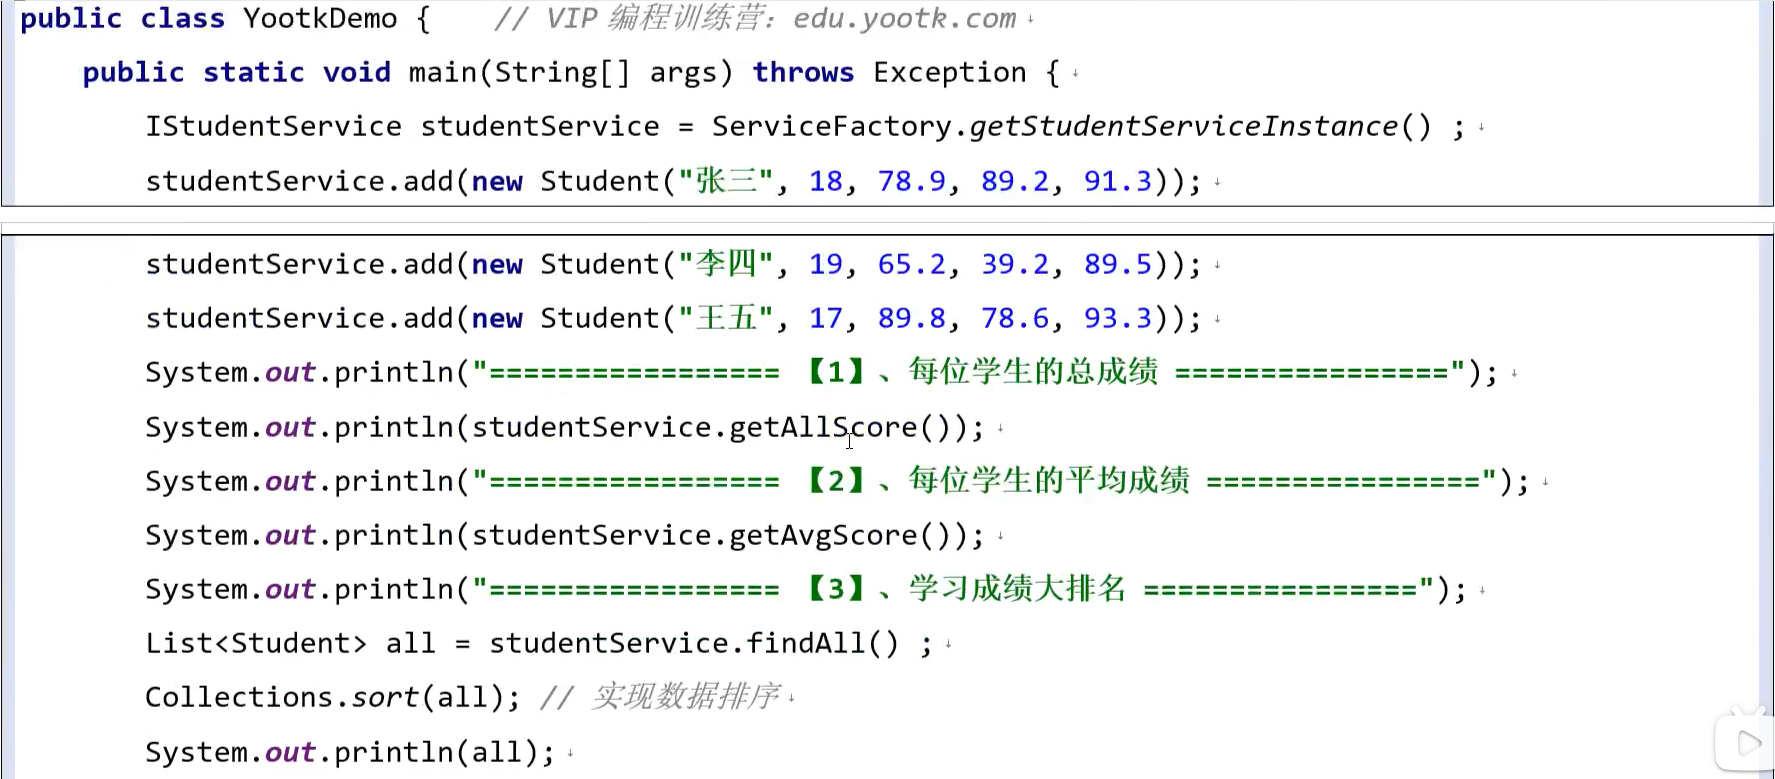 public class YootkDemo {    // VIP 编程训练营：edu.yootk.com
public static void main(String[] args) throws Exception {
IStudentService studentService = ServiceFactory.getStudentServiceInstance() ;
studentService.add(new Student("张三", 18, 78.9, 89.2, 91.3));
studentService.add(new Student("李四", 19, 65.2, 39.2, 89.5));
studentService.add(new Student("王五", 17, 89.8, 78.6, 93.3));
System.out.println("================= 【1】、每位学生的总成绩 ================");
System.out.println(studentService.getAllScore());
System.out.println("================= 【2】、每位学生的平均成绩 ================");
System.out.println(studentService.getAvgScore());
System.out.println("================= 【3】、学习成绩大排名 ================");
List<Student> all = studentService.findAll() ;
Collections.sort(all); // 实现数据排序
System.out.println(all);